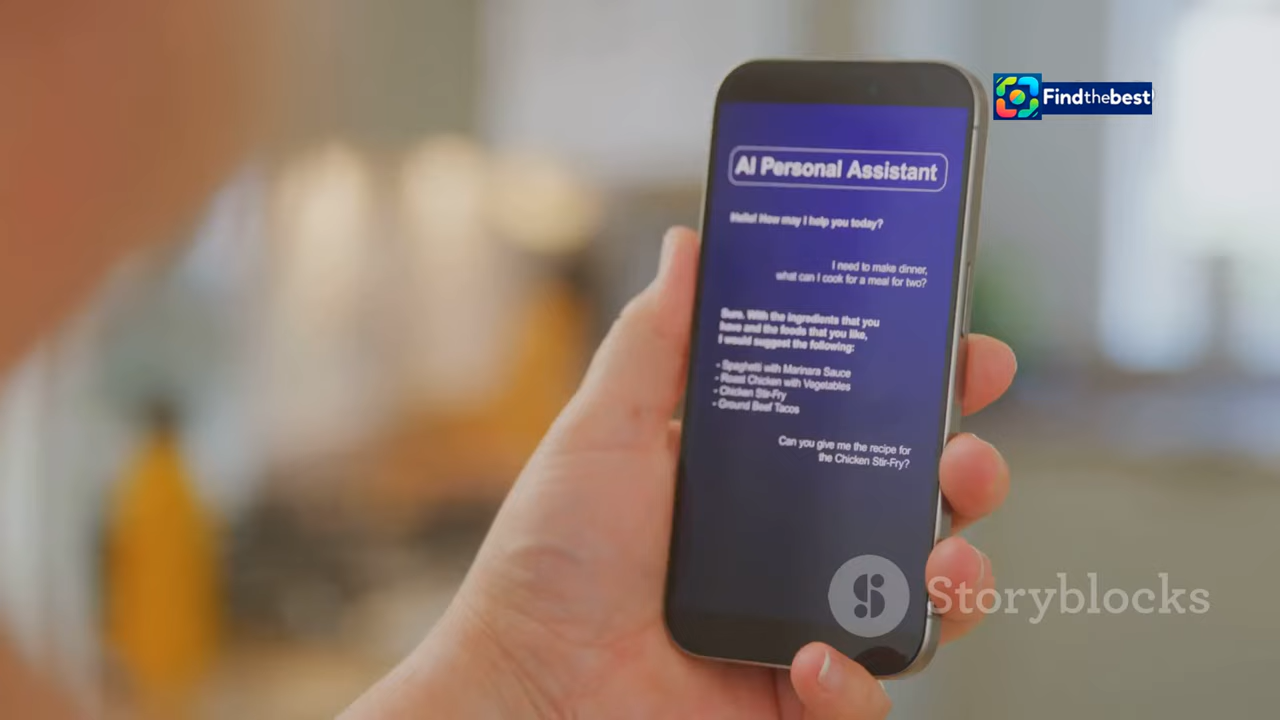 Findthebest
AI Personal Assistant
Hello! How may I help you today?
I need to make dinner,
what can I cook for a meal for two?
Sure. With the ingredients that you
have and the foods that you like,
I would suggest the following:
- Spaghetti with Marinara Sauce
- Roast Chicken with Vegetables
- Chicken Stir-Fry
- Ground Beef Tacos
Can you give me the recipe for
the Chicken Stir-Fry?
Storyblocks